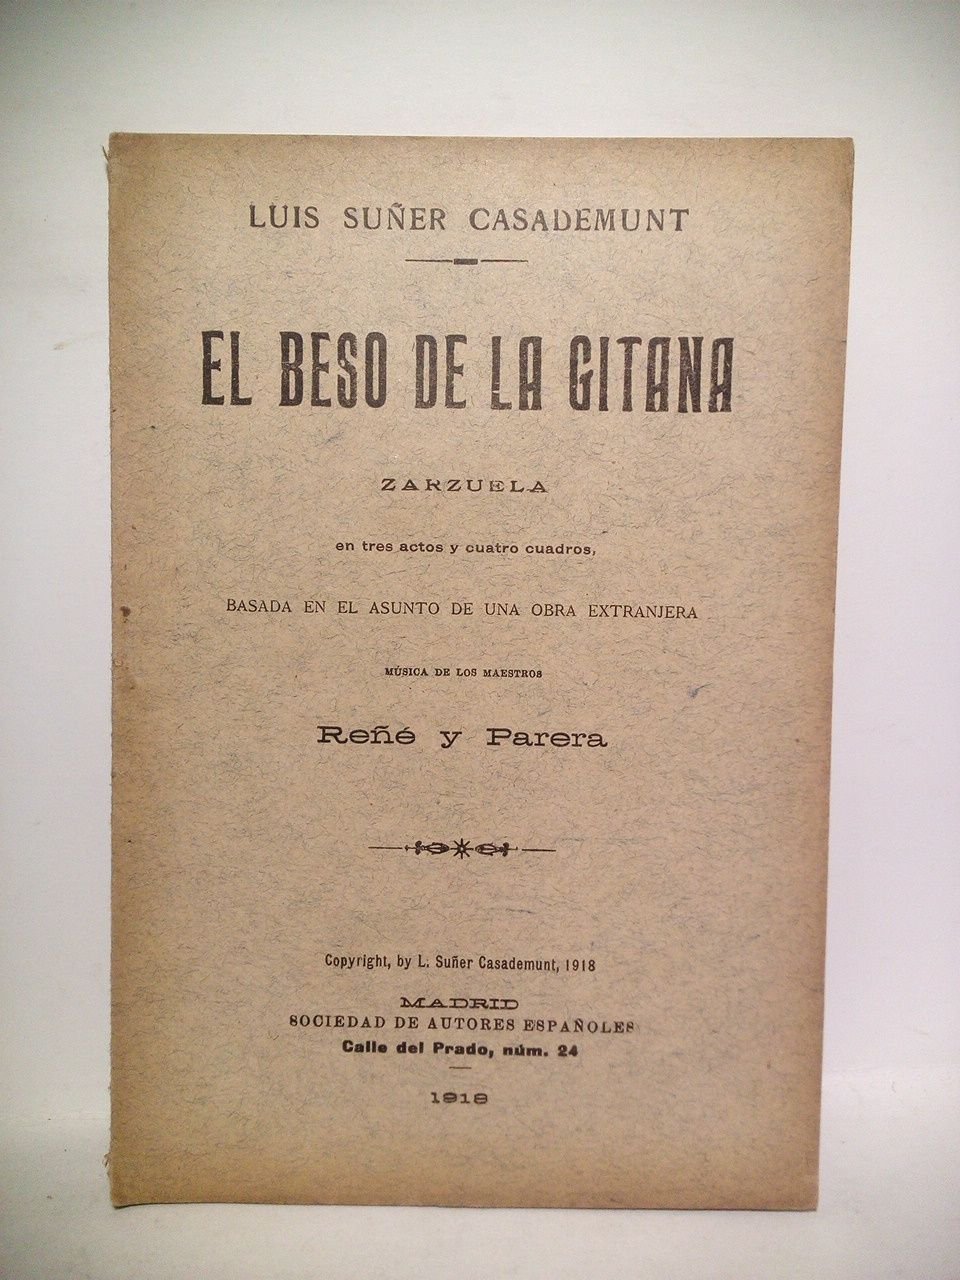 LUIS SUÑER CASADEMUNT
EL BESO DE LA GITANA
ZARZUELA
en tres actos y cuatro cuadros,
BASADA EN EL ASUNTO DE UNA OBRA EXTRANJERA
MÚSICA DE LOS MAESTROS
Reñé y Parera
Copyright, by L. Suñer Casademunt, 1918
MADRID
SOCIEDAD DE AUTORES ESPAÑOLES
Calle del Prado, núm. 24
1918